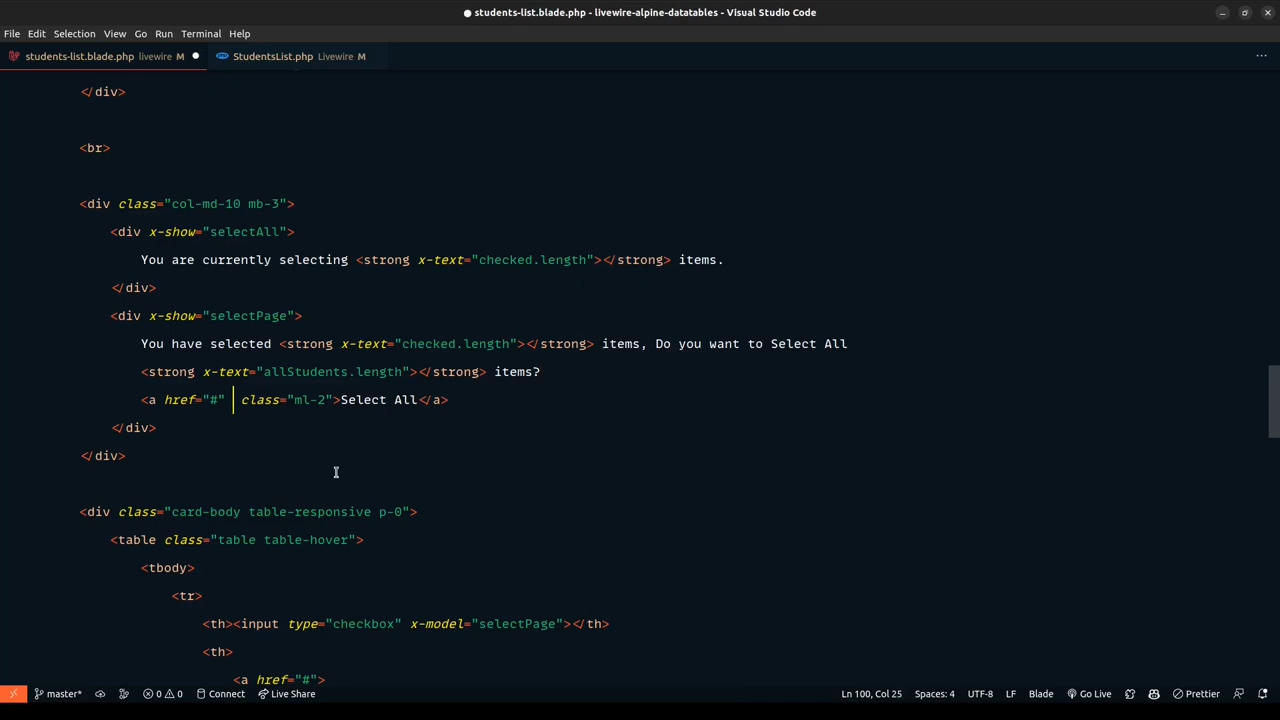 ● students-list.blade.php - livewire-alpine-datatables - Visual Studio Code
File Edit Selection View Go Run Terminal Help
students-list.blade.php livewire M ● StudentsList.php Livewire M ···
</div>
<br>
<div class="col-md-10 mb-3">
<div x-show="selectAll">
You are currently selecting <strong x-text="checked.length"></strong> items.
</div>
<div x-show="selectPage">
You have selected <strong x-text="checked.length"></strong> items, Do you want to Select All
<strong x-text="allStudents.length"></strong> items?
<a href="#" class="ml-2">Select All</a>
</div>
</div>
<div class="card-body table-responsive p-0">
<table class="table table-hover">
<tbody>
<tr>
<th><input type="checkbox" x-model="selectPage"></th>
<th>
<a href="#">
master* 0 0 Connect Live Share Ln 100, Col 25 Spaces: 4 UTF-8 LF Blade Go Live Prettier